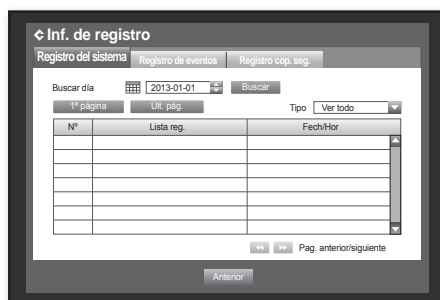 Inf. de registro
Registro del sistema Registro de eventos Registro cop. seg.
Buscar día 2013-01-01 Buscar
1ª página Últ. pág. Tipo Ver todo
Nº Lista reg. Fech/Hor
Pag. anterior/siguiente
Anterior